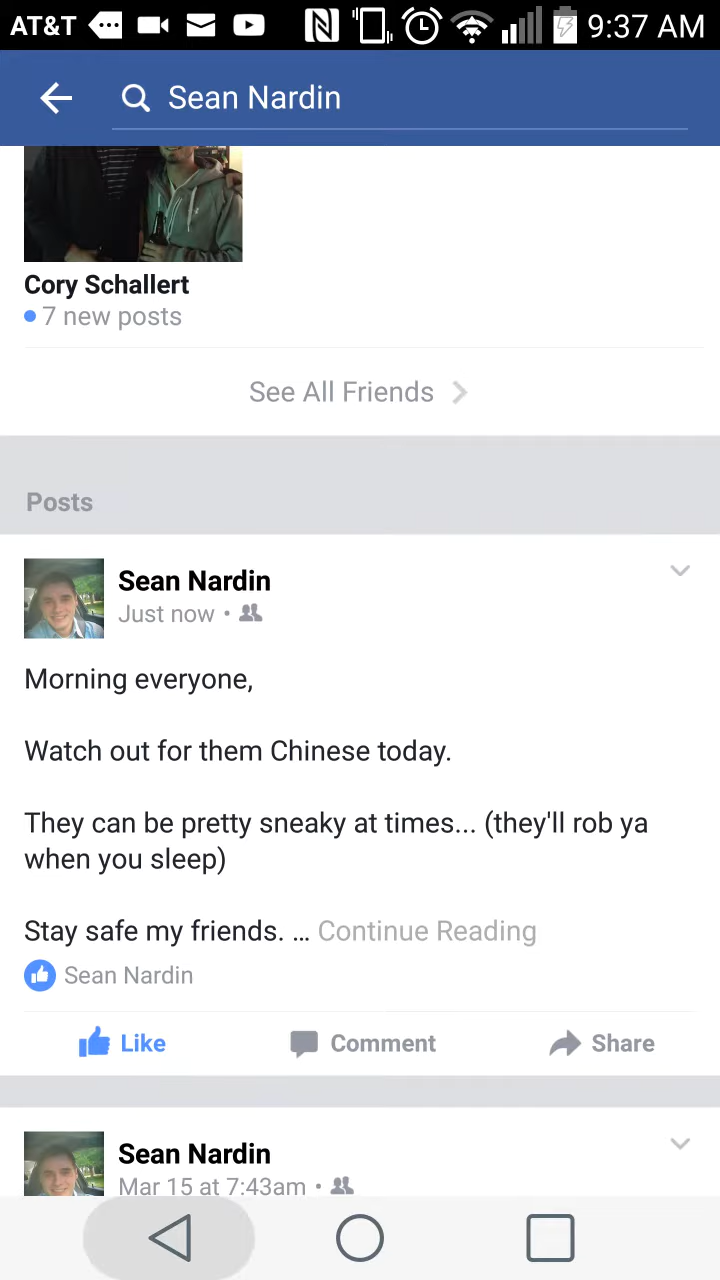 AT&T 9:37 AM
Sean Nardin
Cory Schallert
7 new posts
See All Friends
Posts
Sean Nardin
Just now •
Morning everyone,
Watch out for them Chinese today.
They can be pretty sneaky at times... (they'll rob ya
when you sleep)
Stay safe my friends. ... Continue Reading
Sean Nardin
Like Comment Share
Sean Nardin
Mar 15 at 7:43am •